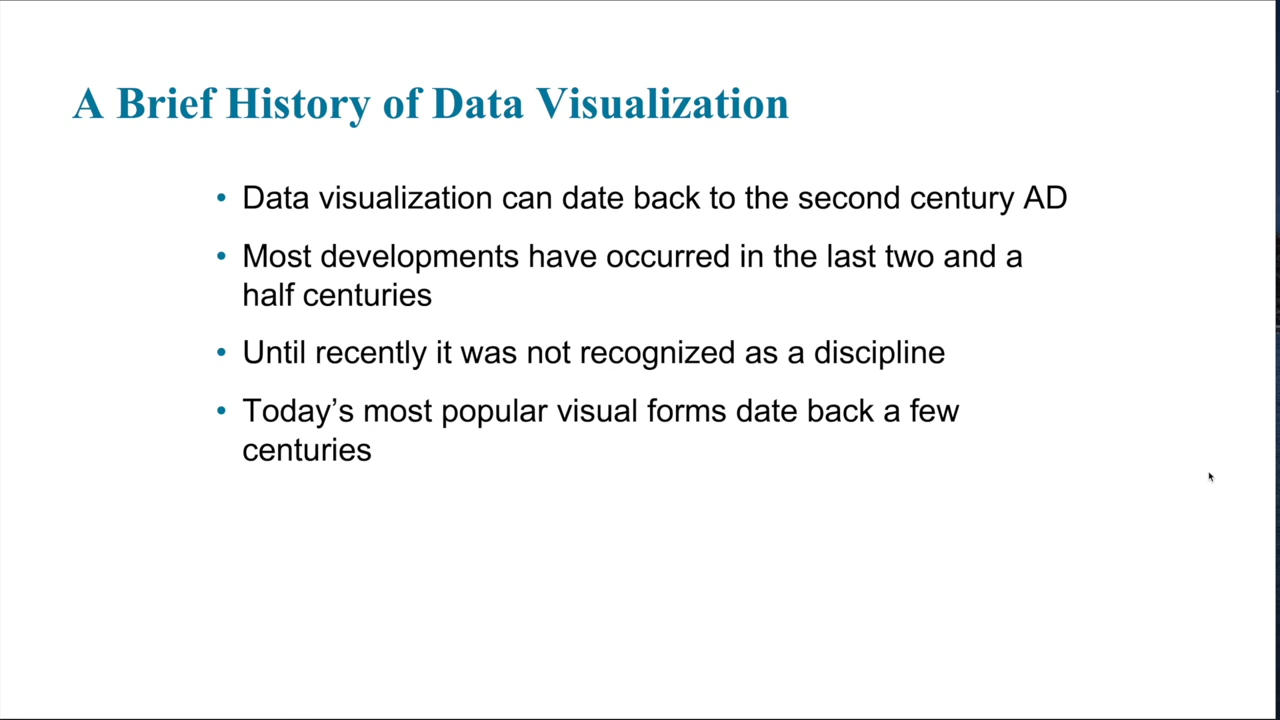 A Brief History of Data Visualization
• Data visualization can date back to the second century AD
• Most developments have occurred in the last two and a
half centuries
• Until recently it was not recognized as a discipline
• Today’s most popular visual forms date back a few
centuries